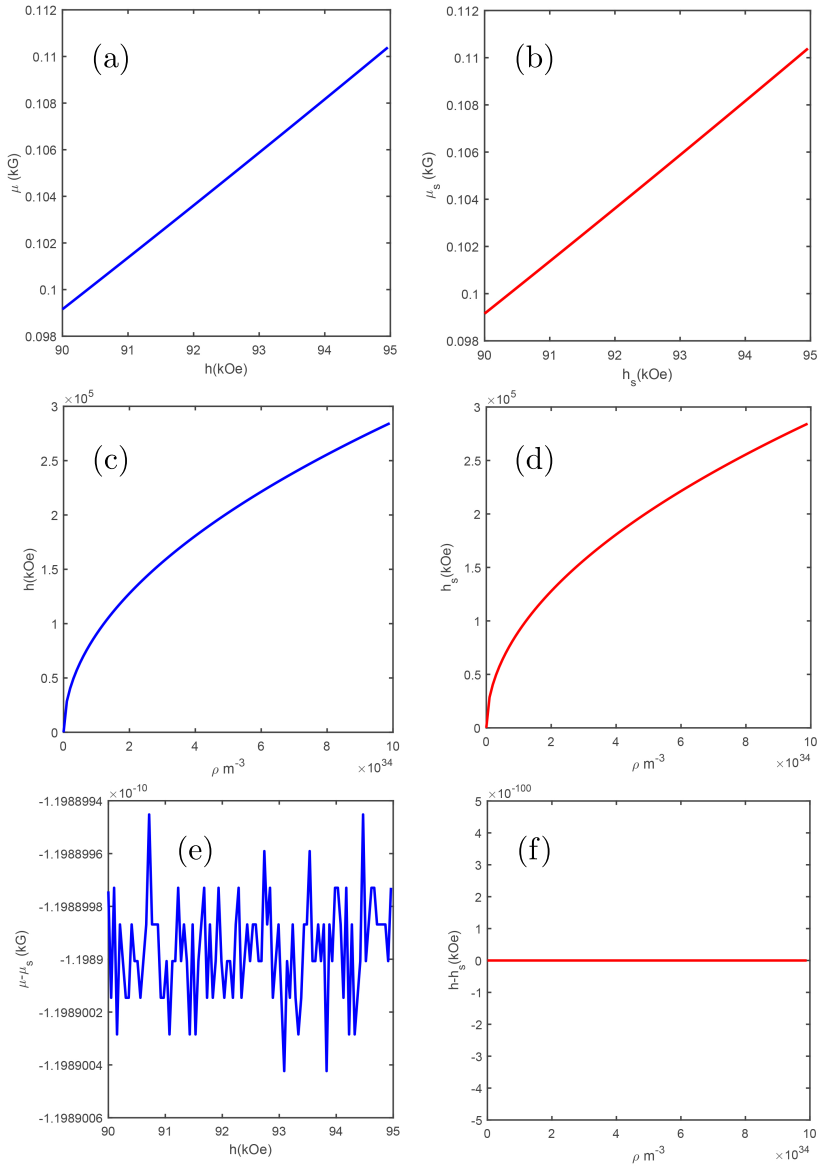 (a)
0.112
0.11
0.108
0.106
0.104
0.102
0.1
0.098
μ (kG)
90 91 92 93 94 95
h(kOe)
(b)
0.112
0.11
0.108
0.106
0.104
0.102
0.1
0.098
μs (kG)
90 91 92 93 94 95
hs(kOe)
(c)
×10^5
3
2.5
2
1.5
1
0.5
0
h(kOe)
0 2 4 6 8 10
ρ m^-3
×10^34
(d)
×10^5
3
2.5
2
1.5
1
0.5
0
hs(kOe)
0 2 4 6 8 10
ρ m^-3
×10^34
(e)
×10^-10
-1.1988994
-1.1988996
-1.1988998
-1.1989
-1.1989002
-1.1989004
-1.1989006
μ-μs (kG)
90 91 92 93 94 95
h(kOe)
(f)
×10^-100
5
4
3
2
1
0
-1
-2
-3
-4
-5
h-hs(kOe)
0 2 4 6 8 10
ρ m^-3
×10^34